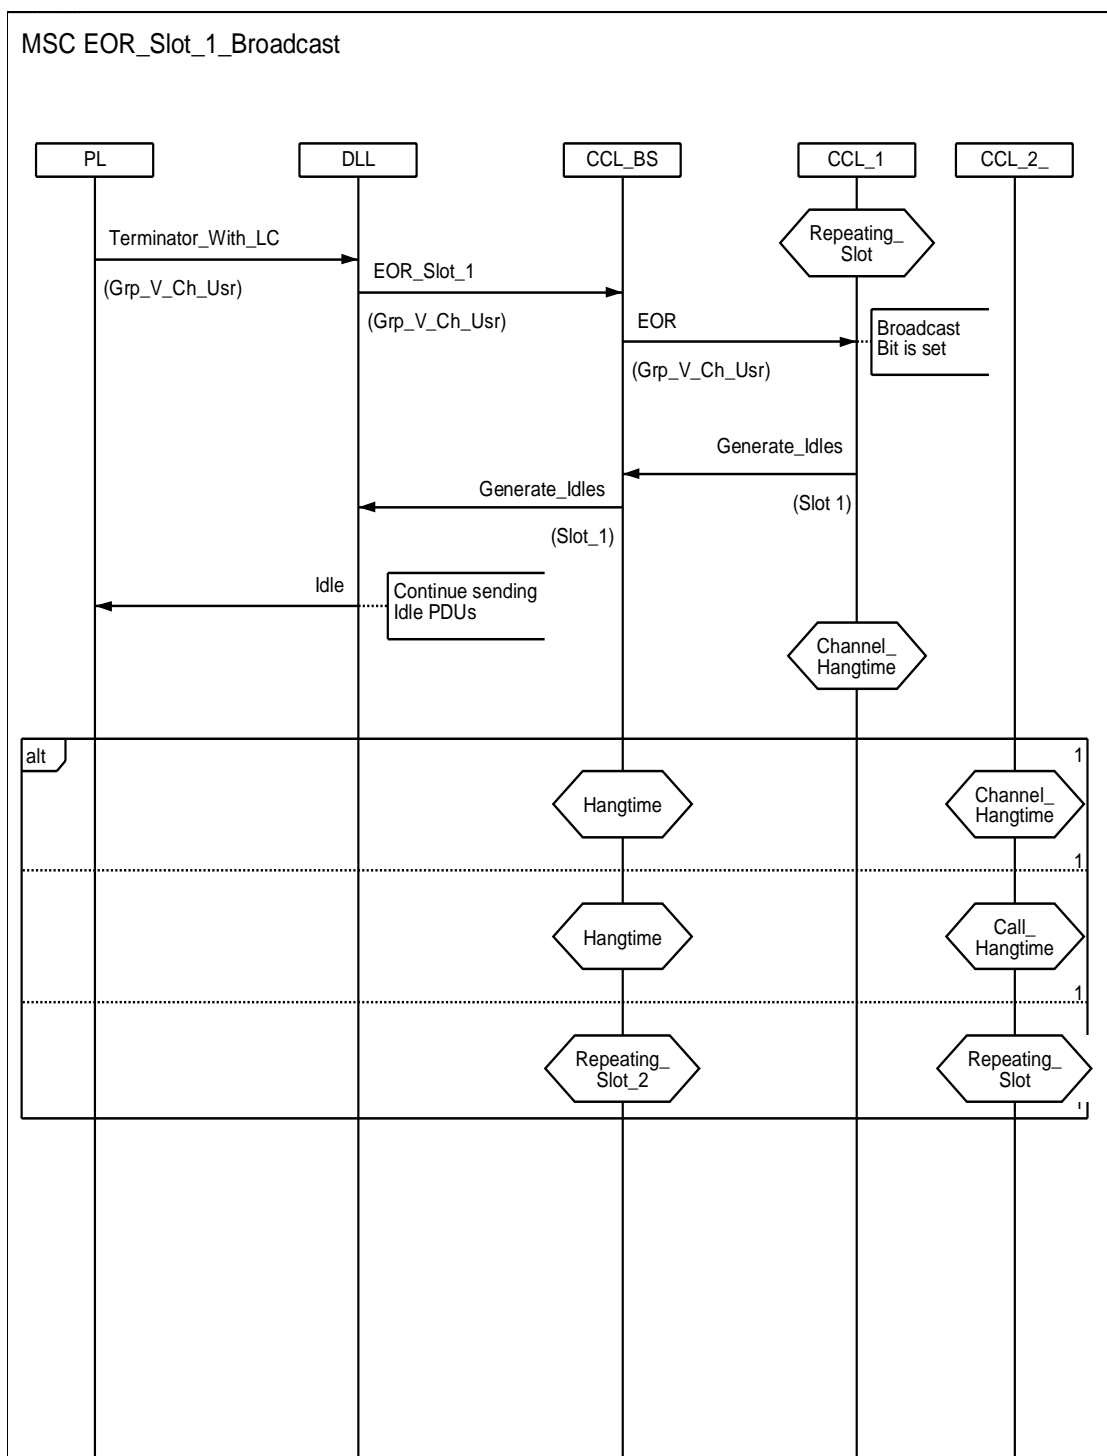 MSC EOR_Slot_1_Broadcast
PL
DLL
CCL_BS
CCL_1
CCL_2_
Repeating_
Slot
Terminator_With_LC
(Grp_V_Ch_Usr)
EOR_Slot_1
(Grp_V_Ch_Usr)
EOR
(Grp_V_Ch_Usr)
Broadcast
Bit is set
Generate_Idles
(Slot 1)
Generate_Idles
(Slot_1)
Idle
Continue sending
Idle PDUs
Channel_
Hangtime
alt
1
Hangtime
Channel_
Hangtime
1
Hangtime
Call_
Hangtime
1
Repeating_
Slot_2
Repeating_
Slot